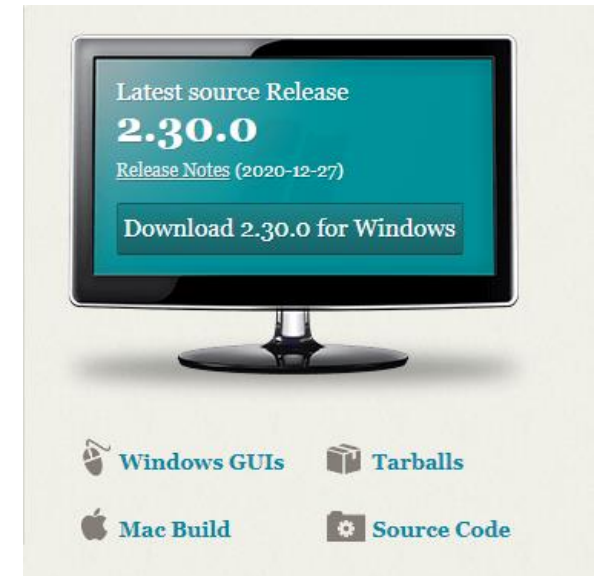 Latest source Release
2.30.0
Release Notes (2020-12-27)
Download 2.30.0 for Windows
Windows GUIs
Tarballs
Mac Build
Source Code